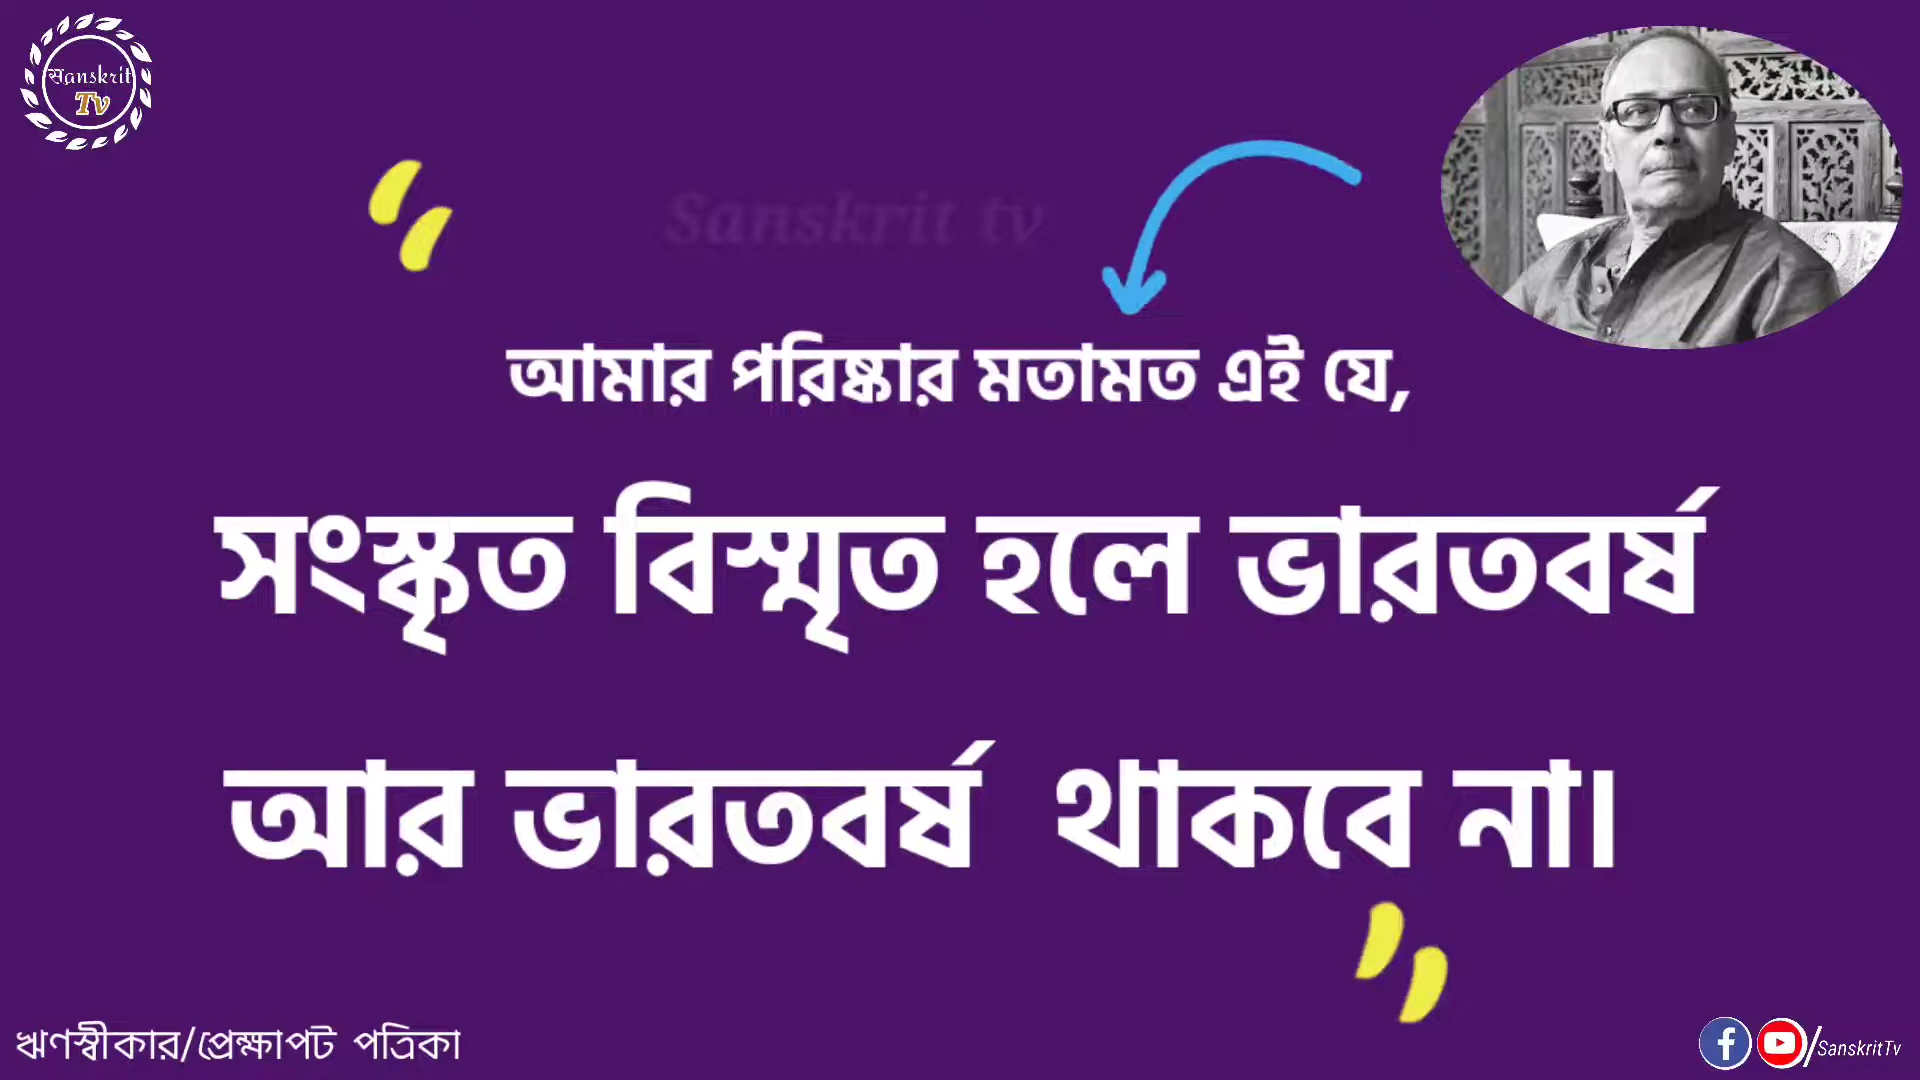 Sanskrit
Tv
Sanskrit tv
আমার পরিষ্কার মতামত এই যে,
সংস্কৃত বিস্মৃত হলে ভারতবর্ষ
আর ভারতবর্ষ থাকবে না।
ঋণস্বীকার/প্রেক্ষাপট পত্রিকা
/SanskritTv